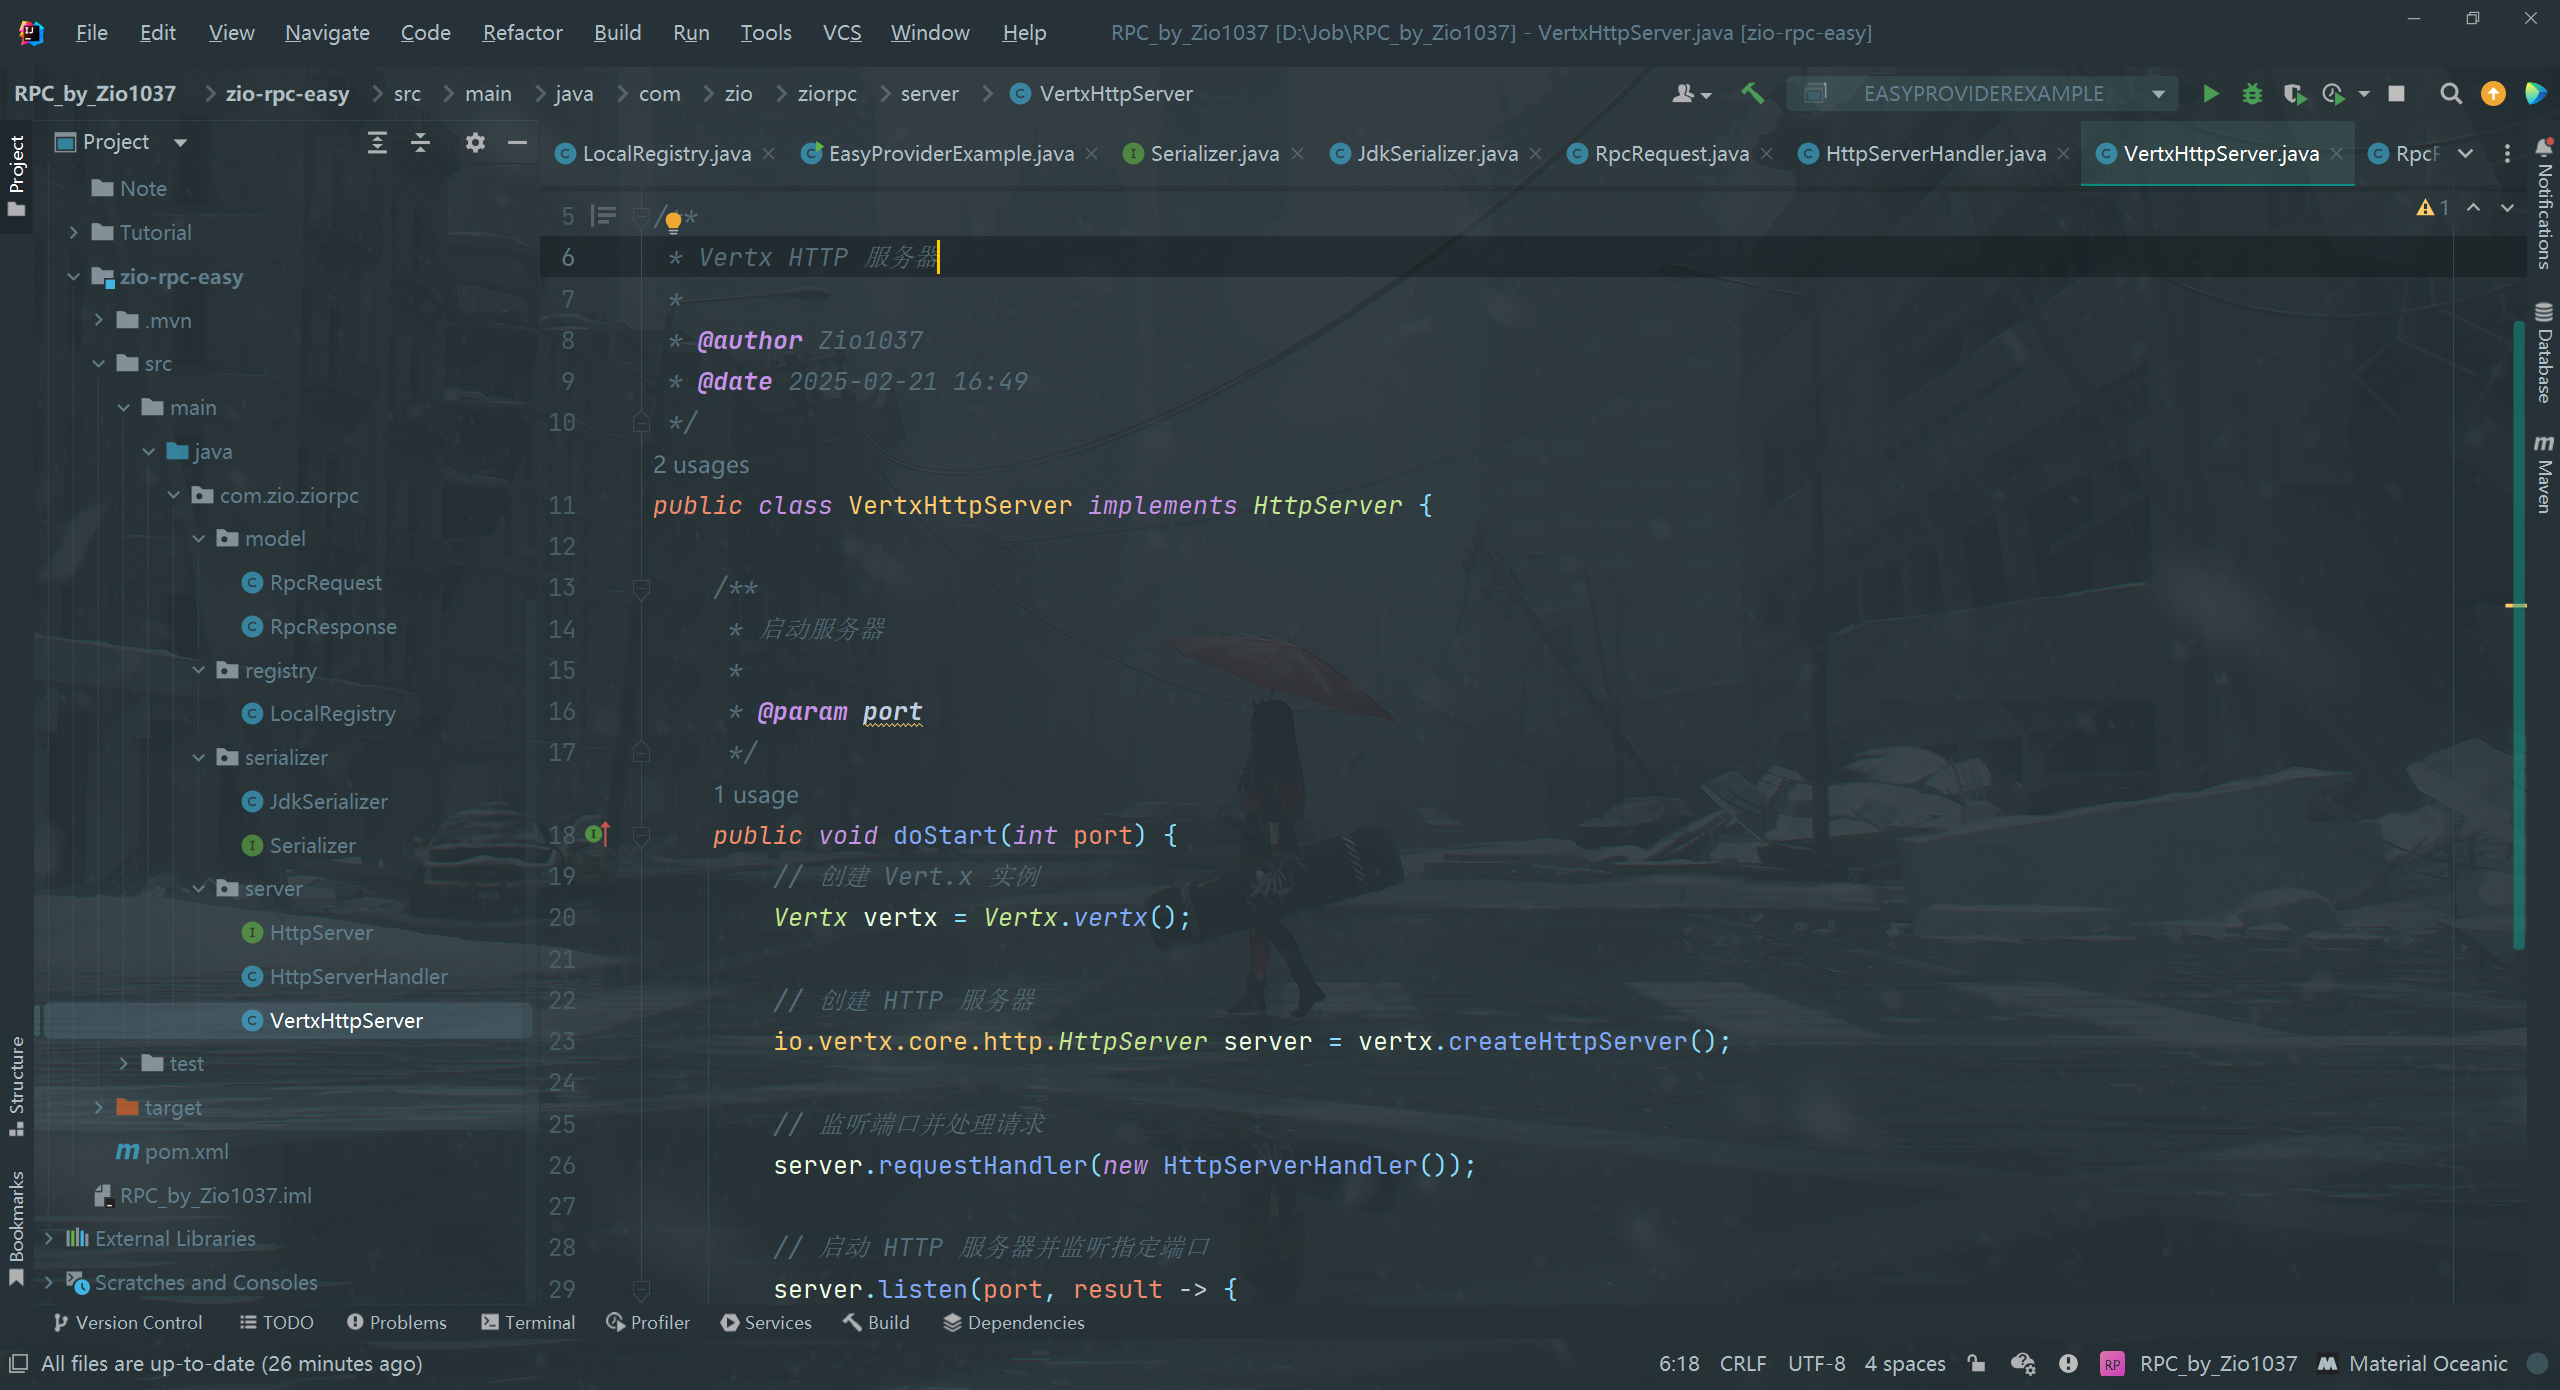 File Edit View Navigate Code Refactor Build Run Tools VCS Window Help RPC_by_Zio1037 [D:\Job\RPC_by_Zio1037] - VertxHttpServer.java [zio-rpc-easy]
RPC_by_Zio1037 zio-rpc-easy src main java com zio ziorpc server VertxHttpServer EASYPROVIDEREXAMPLE
Project
Project
LocalRegistry.java EasyProviderExample.java Serializer.java JdkSerializer.java RpcRequest.java HttpServerHandler.java VertxHttpServer.java
Note
Tutorial
zio-rpc-easy
.mvn
src
main
java
com.zio.ziorpc
model
RpcRequest
RpcResponse
registry
LocalRegistry
serializer
JdkSerializer
Serializer
server
HttpServer
HttpServerHandler
VertxHttpServer
test
target
pom.xml
RPC_by_Zio1037.iml
External Libraries
Scratches and Consoles
Structure
Bookmarks
1
5 /**
6 * Vertx HTTP 服务器
7 *
8 * @author Zio1037
9 * @date 2025-02-21 16:49
10 */
2 usages
11 public class VertxHttpServer implements HttpServer {
12
13 /**
14 * 启动服务器
15 *
16 * @param port
17 */
1 usage
18 public void doStart(int port) {
19 // 创建 Vert.x 实例
20 Vertx vertx = Vertx.vertx();
21
22 // 创建 HTTP 服务器
23 io.vertx.core.http.HttpServer server = vertx.createHttpServer();
24
25 // 监听端口并处理请求
26 server.requestHandler(new HttpServerHandler());
27
28 // 启动 HTTP 服务器并监听指定端口
29 server.listen(port, result -> {
Notifications
Database
Maven
Version Control TODO Problems Terminal Profiler Services Build Dependencies
All files are up-to-date (26 minutes ago) 6:18 CRLF UTF-8 4 spaces RP RPC_by_Zio1037 Material Oceanic